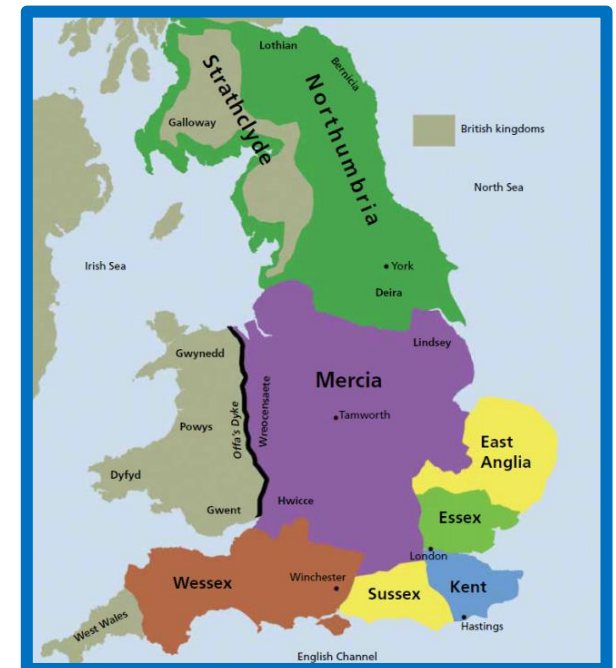 Lothian
Bernicia
Strathclyde
Northumbria
Galloway
British kingdoms
North Sea
Irish Sea
York
Deira
Lindsey
Gwynedd
Mercia
Offa's Dyke
Wreocensaete
Tamworth
Powys
East
Anglia
Dyfyd
Hwicce
Gwent
Essex
London
Wessex
Winchester
Sussex
Kent
West Wales
Hastings
English Channel